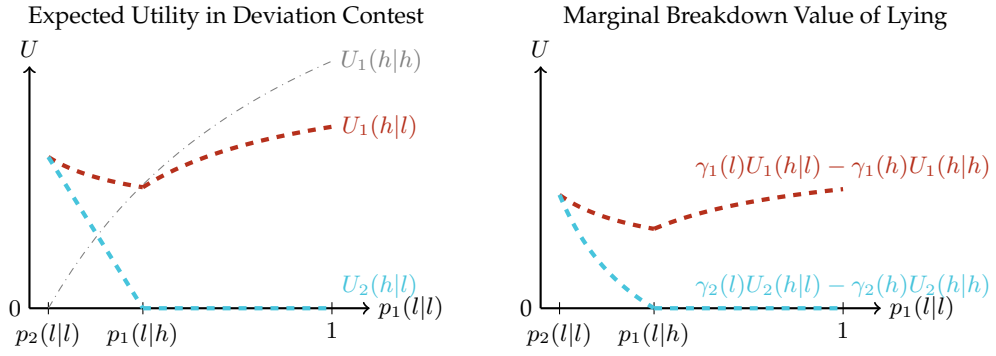 Expected Utility in Deviation Contest
U
U₁(h|h)
U₁(h|l)
U₂(h|l)
0
p₁(l|l)
p₂(l|l) p₁(l|h) 1
Marginal Breakdown Value of Lying
U
γ₁(l)U₁(h|l) − γ₁(h)U₁(h|h)
γ₂(l)U₂(h|l) − γ₂(h)U₂(h|h)
0
p₁(l|l)
p₂(l|l) p₁(l|h) 1